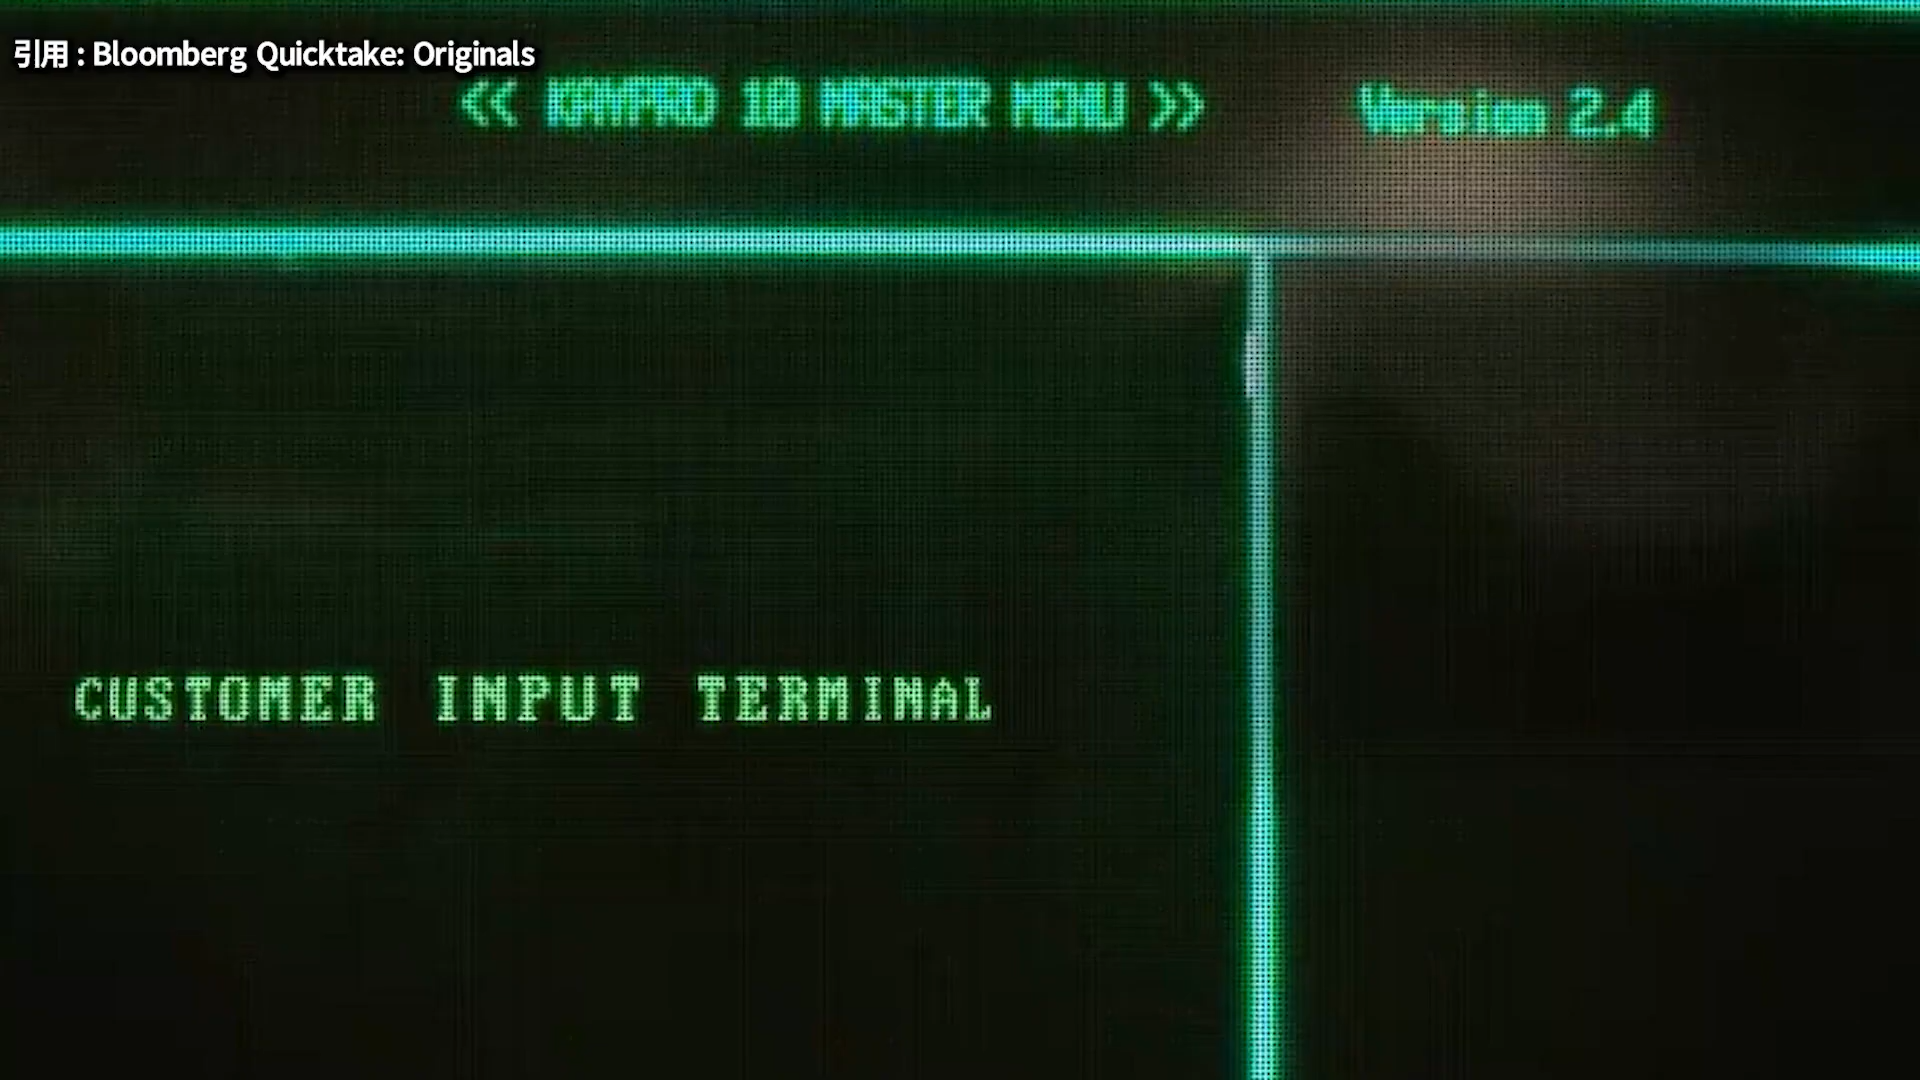 引用 : Bloomberg Quicktake: Originals
<< KAYPRO 10 MASTER MENU >> Version 2.4
CUSTOMER INPUT TERMINAL